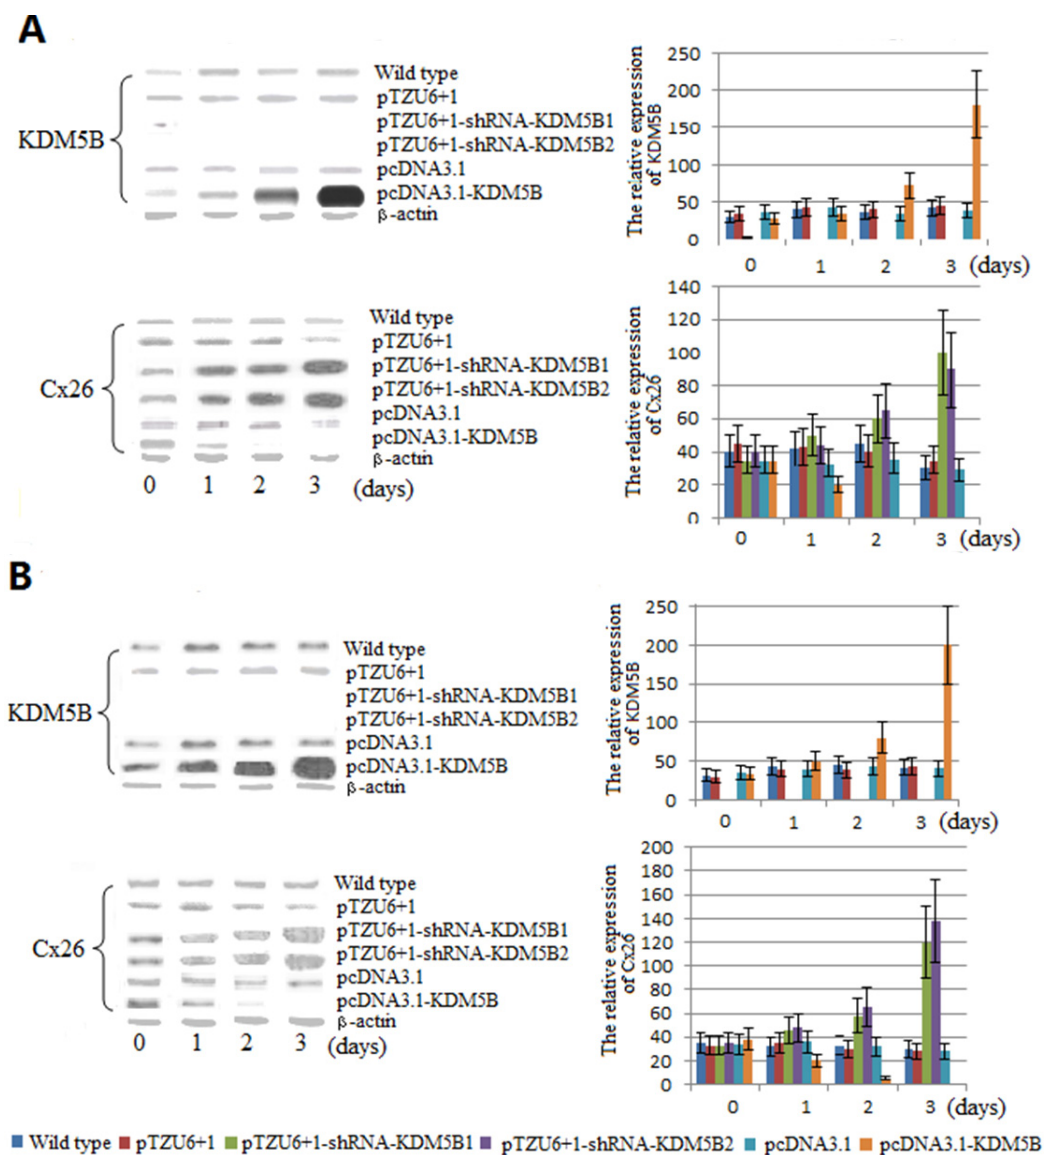 A
KDM5B
Wild type
pTZU6+1
pTZU6+1-shRNA-KDM5B1
pTZU6+1-shRNA-KDM5B2
pcDNA3.1
pcDNA3.1-KDM5B
β-actin
The relative expression
of KDM5B
250
200
150
100
50
0
0 1 2 3 (days)
Cx26
Wild type
pTZU6+1
pTZU6+1-shRNA-KDM5B1
pTZU6+1-shRNA-KDM5B2
pcDNA3.1
pcDNA3.1-KDM5B
β-actin
0 1 2 3 (days)
The relative expression
of Cx26
140
120
100
80
60
40
20
0
0 1 2 3 (days)
B
KDM5B
Wild type
pTZU6+1
pTZU6+1-shRNA-KDM5B1
pTZU6+1-shRNA-KDM5B2
pcDNA3.1
pcDNA3.1-KDM5B
β-actin
The relative expression
of KDM5B
250
200
150
100
50
0
0 1 2 3 (days)
Cx26
Wild type
pTZU6+1
pTZU6+1-shRNA-KDM5B1
pTZU6+1-shRNA-KDM5B2
pcDNA3.1
pcDNA3.1-KDM5B
β-actin
0 1 2 3 (days)
The relative expression
of Cx26
200
180
160
140
120
100
80
60
40
20
0
0 1 2 3 (days)
Wild type pTZU6+1 pTZU6+1-shRNA-KDM5B1 pTZU6+1-shRNA-KDM5B2 pcDNA3.1 pcDNA3.1-KDM5B